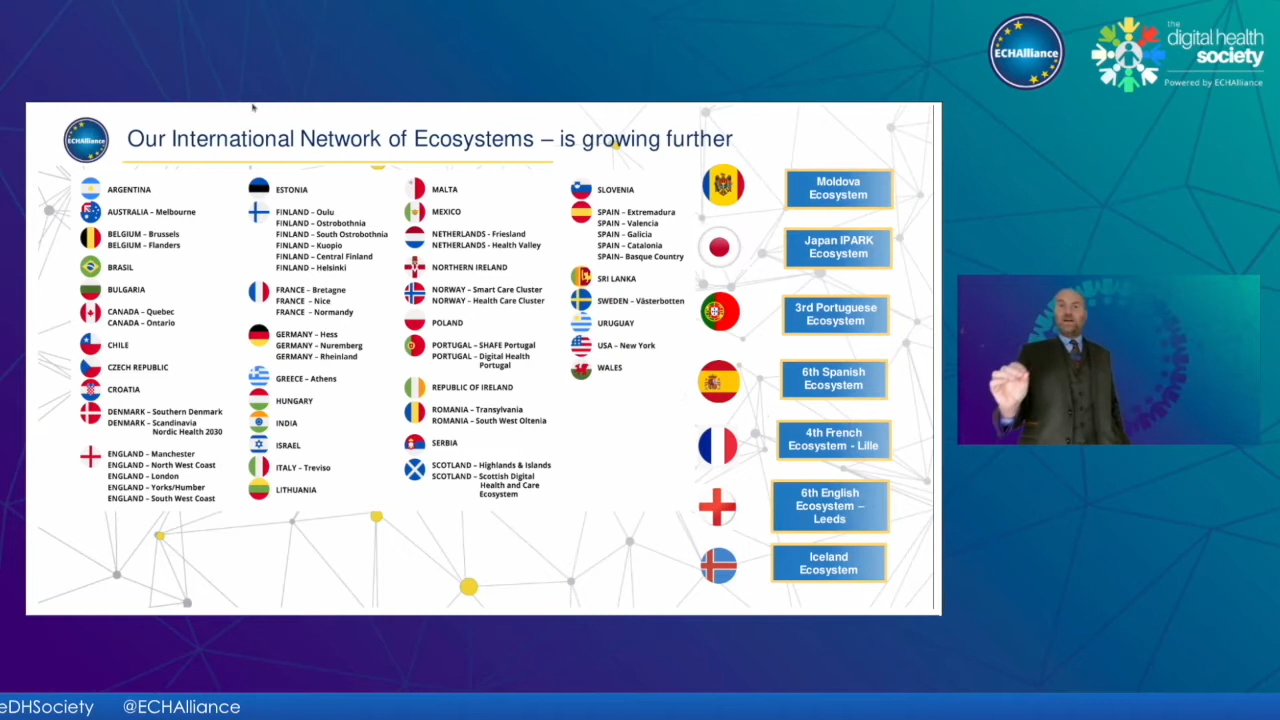 ECHAlliance
the
digital health
society
Powered by ECHAlliance
ECHAlliance
Our International Network of Ecosystems – is growing further
ARGENTINA
AUSTRALIA – Melbourne
BELGIUM – Brussels
BELGIUM – Flanders
BRASIL
BULGARIA
CANADA – Quebec
CANADA – Ontario
CHILE
CZECH REPUBLIC
CROATIA
DENMARK – Southern Denmark
DENMARK – Scandinavia
Nordic Health 2030
ENGLAND – Manchester
ENGLAND – North West Coast
ENGLAND – London
ENGLAND – Yorks/Humber
ENGLAND – South West Coast
ESTONIA
FINLAND – Oulu
FINLAND – Ostrobothnia
FINLAND – South Ostrobothnia
FINLAND – Kuopio
FINLAND – Central Finland
FINLAND – Helsinki
FRANCE – Bretagne
FRANCE – Nice
FRANCE – Normandy
GERMANY – Hess
GERMANY – Nuremberg
GERMANY – Rheinland
GREECE – Athens
HUNGARY
INDIA
ISRAEL
ITALY – Treviso
LITHUANIA
MALTA
MEXICO
NETHERLANDS - Friesland
NETHERLANDS - Health Valley
NORTHERN IRELAND
NORWAY – Smart Care Cluster
NORWAY – Health Care Cluster
POLAND
PORTUGAL – SHAFE Portugal
PORTUGAL – Digital Health
Portugal
REPUBLIC OF IRELAND
ROMANIA – Transylvania
ROMANIA – South West Oltenia
SERBIA
SCOTLAND – Highlands & Islands
SCOTLAND – Scottish Digital
Health and Care
Ecosystem
SLOVENIA
SPAIN – Extremadura
SPAIN – Valencia
SPAIN – Galicia
SPAIN – Catalonia
SPAIN– Basque Country
SRI LANKA
SWEDEN – Västerbotten
URUGUAY
USA – New York
WALES
Moldova
Ecosystem
Japan IPARK
Ecosystem
3rd Portuguese
Ecosystem
6th Spanish
Ecosystem
4th French
Ecosystem - Lille
6th English
Ecosystem –
Leeds
Iceland
Ecosystem
eDHSociety @ECHAlliance